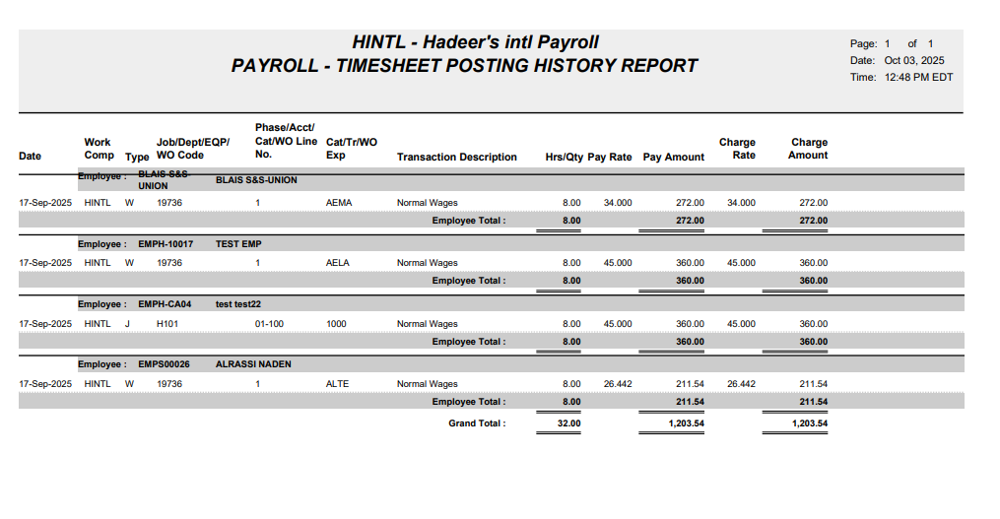 HINTL - Hadeer's intl Payroll
PAYROLL - TIMESHEET POSTING HISTORY REPORT
Page: 1 of 1
Date: Oct 03, 2025
Time: 12:48 PM EDT
Date Work Comp Type Job/Dept/EQP/ WO Code Phase/Acct/ Cat/WO Line No. Cat/Tr/WO Exp Transaction Description Hrs/Qty Pay Rate Pay Amount Charge Rate Charge Amount
Employee : BLAIS S&S-UNION BLAIS S&S-UNION
17-Sep-2025 HINTL W 19736 1 AEMA Normal Wages 8.00 34.000 272.00 34.000 272.00
Employee Total : 8.00 272.00 272.00
Employee : EMPH-10017 TEST EMP
17-Sep-2025 HINTL W 19736 1 AELA Normal Wages 8.00 45.000 360.00 45.000 360.00
Employee Total : 8.00 360.00 360.00
Employee : EMPH-CA04 test test22
17-Sep-2025 HINTL J H101 01-100 1000 Normal Wages 8.00 45.000 360.00 45.000 360.00
Employee Total : 8.00 360.00 360.00
Employee : EMPS00026 ALRASSI NADEN
17-Sep-2025 HINTL W 19736 1 ALTE Normal Wages 8.00 26.442 211.54 26.442 211.54
Employee Total : 8.00 211.54 211.54
Grand Total : 32.00 1,203.54 1,203.54